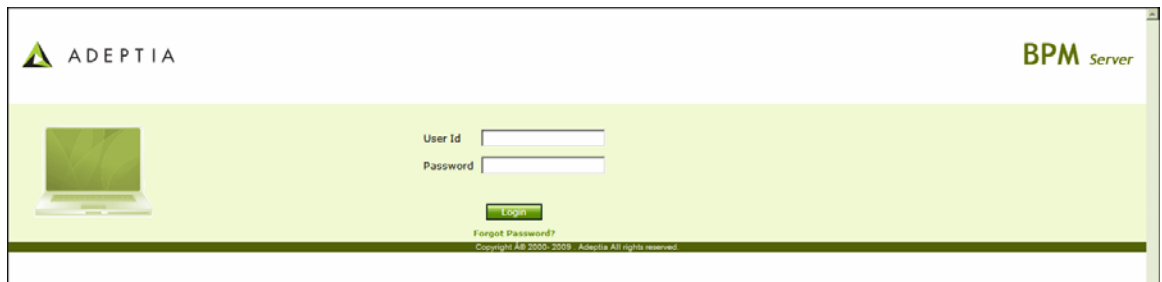 ADEPTIA
BPM Server
User Id
Password
Login
Forgot Password?
Copyright Â® 2000- 2009 . Adeptia All rights reserved.